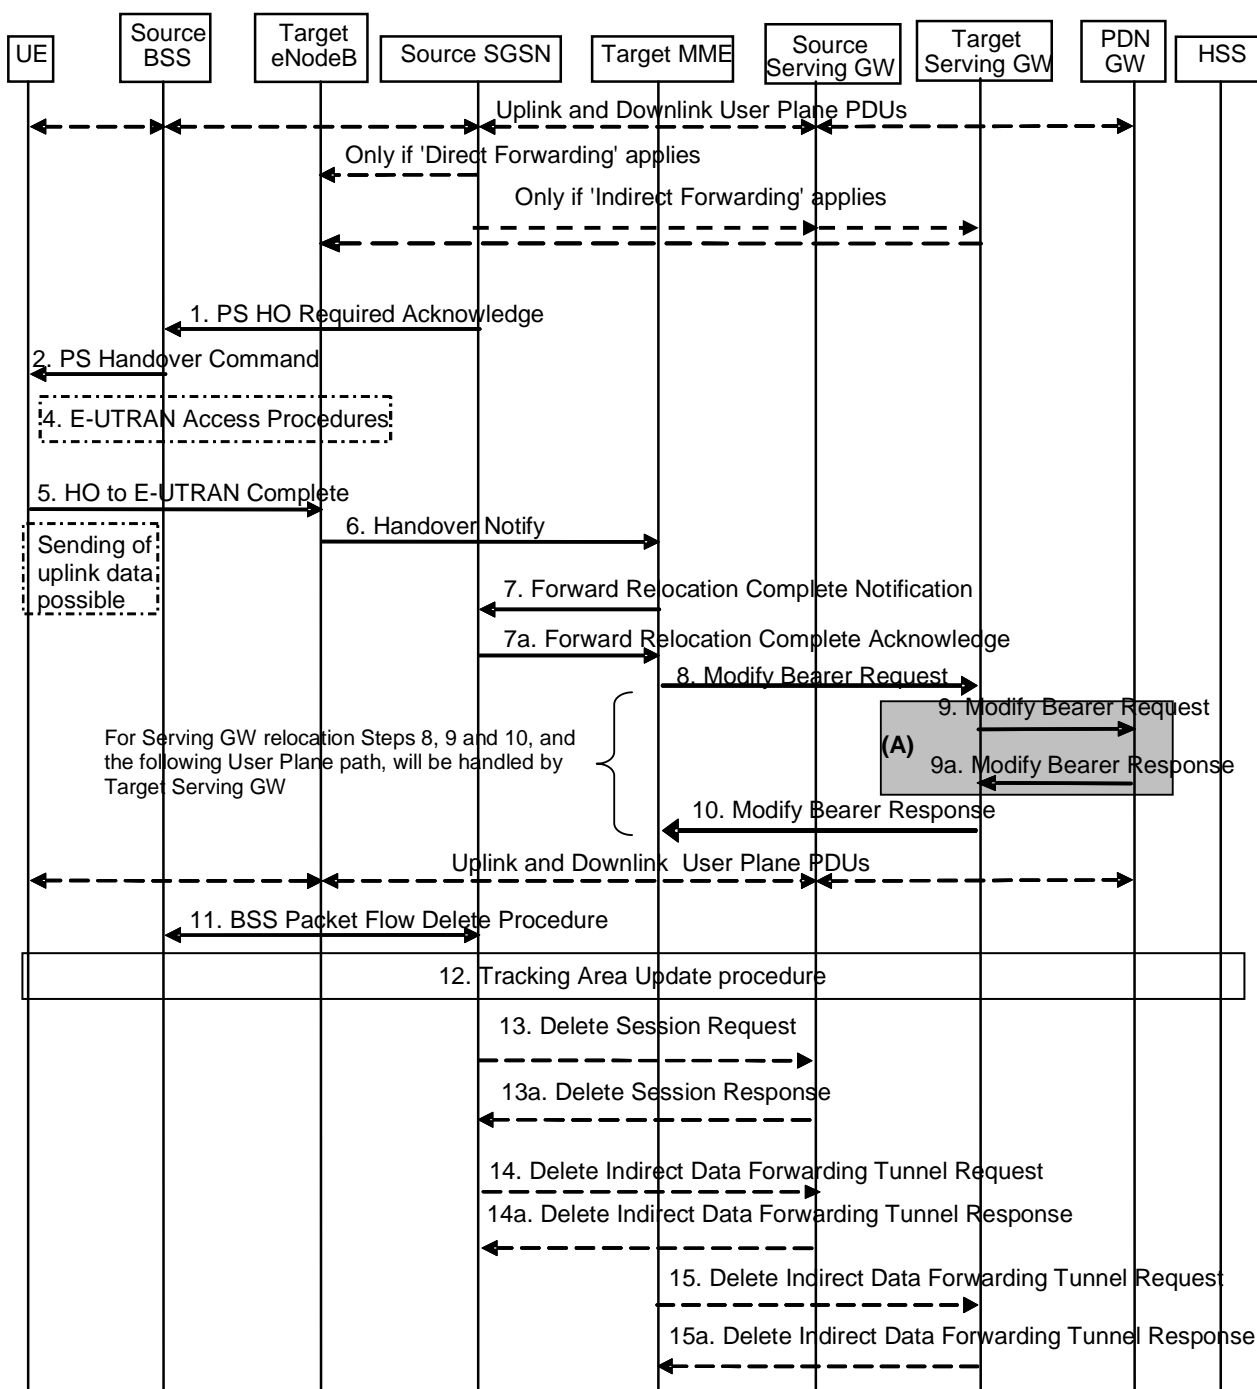 UE
Source
BSS
Target
eNodeB
Source SGSN
Target MME
Source
Serving GW
Target
Serving GW
PDN
GW
HSS
Uplink and Downlink User Plane PDUs
Only if 'Direct Forwarding' applies
Only if 'Indirect Forwarding' applies
1. PS HO Required Acknowledge
2. PS Handover Command
4. E-UTRAN Access Procedures
5. HO to E-UTRAN Complete
6. Handover Notify
Sending of
uplink data
possible
7. Forward Relocation Complete Notification
7a. Forward Relocation Complete Acknowledge
8. Modify Bearer Request
9. Modify Bearer Request
(A)
9a. Modify Bearer Response
For Serving GW relocation Steps 8, 9 and 10, and
the following User Plane path, will be handled by
Target Serving GW
10. Modify Bearer Response
Uplink and Downlink User Plane PDUs
11. BSS Packet Flow Delete Procedure
12. Tracking Area Update procedure
13. Delete Session Request
13a. Delete Session Response
14. Delete Indirect Data Forwarding Tunnel Request
14a. Delete Indirect Data Forwarding Tunnel Response
15. Delete Indirect Data Forwarding Tunnel Request
15a. Delete Indirect Data Forwarding Tunnel Response